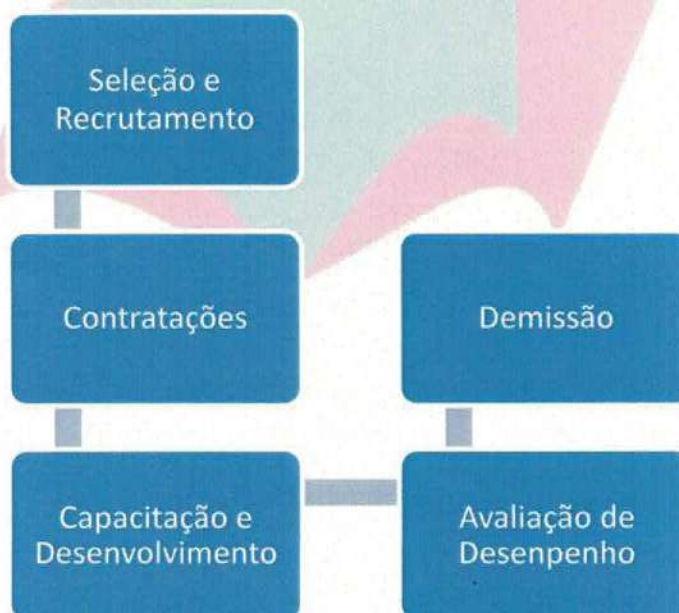 Seleção e
Recrutamento
Contratações
Capacitação e
Desenvolvimento
Avaliação de
Desenpenho
Demissão